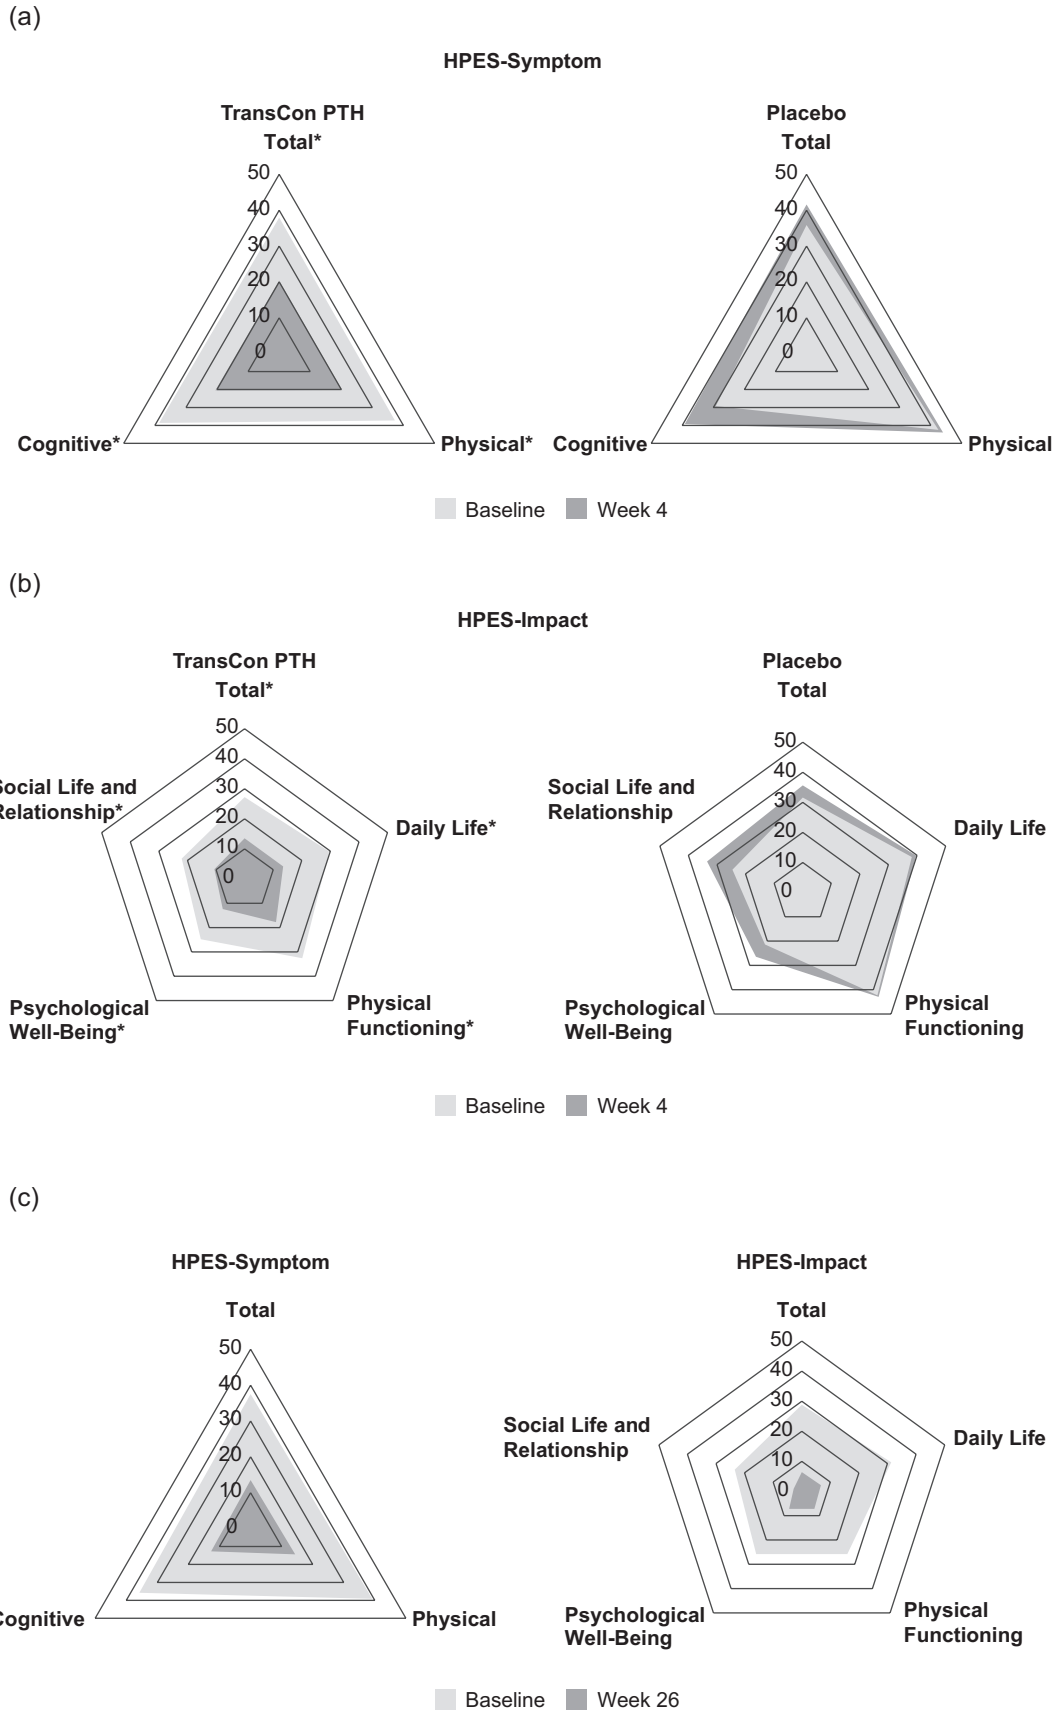 (a)
HPES-Symptom
TransCon PTH
Total*
50
40
30
20
10
0
Cognitive*
Physical*
Placebo
Total
50
40
30
20
10
0
Cognitive
Physical
Baseline
Week 4
(b)
HPES-Impact
TransCon PTH
Total*
50
40
30
20
10
0
Social Life and
Relationship*
Daily Life*
Psychological
Well-Being*
Physical
Functioning*
Placebo
Total
50
40
30
20
10
0
Social Life and
Relationship
Daily Life
Psychological
Well-Being
Physical
Functioning
Baseline
Week 4
(c)
HPES-Symptom
Total
50
40
30
20
10
0
Cognitive
Physical
HPES-Impact
Total
50
40
30
20
10
0
Social Life and
Relationship
Daily Life
Psychological
Well-Being
Physical
Functioning
Baseline
Week 26